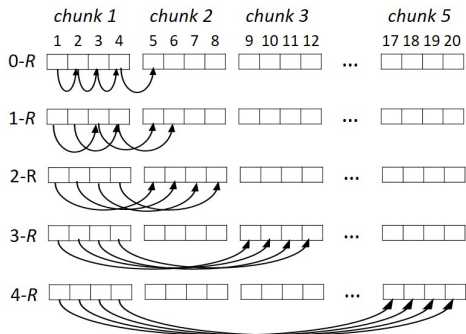 chunk 1 chunk 2 chunk 3 chunk 5
1 2 3 4 5 6 7 8 9 10 11 12 17 18 19 20
0-R ...
1-R ...
2-R ...
3-R ...
4-R ...